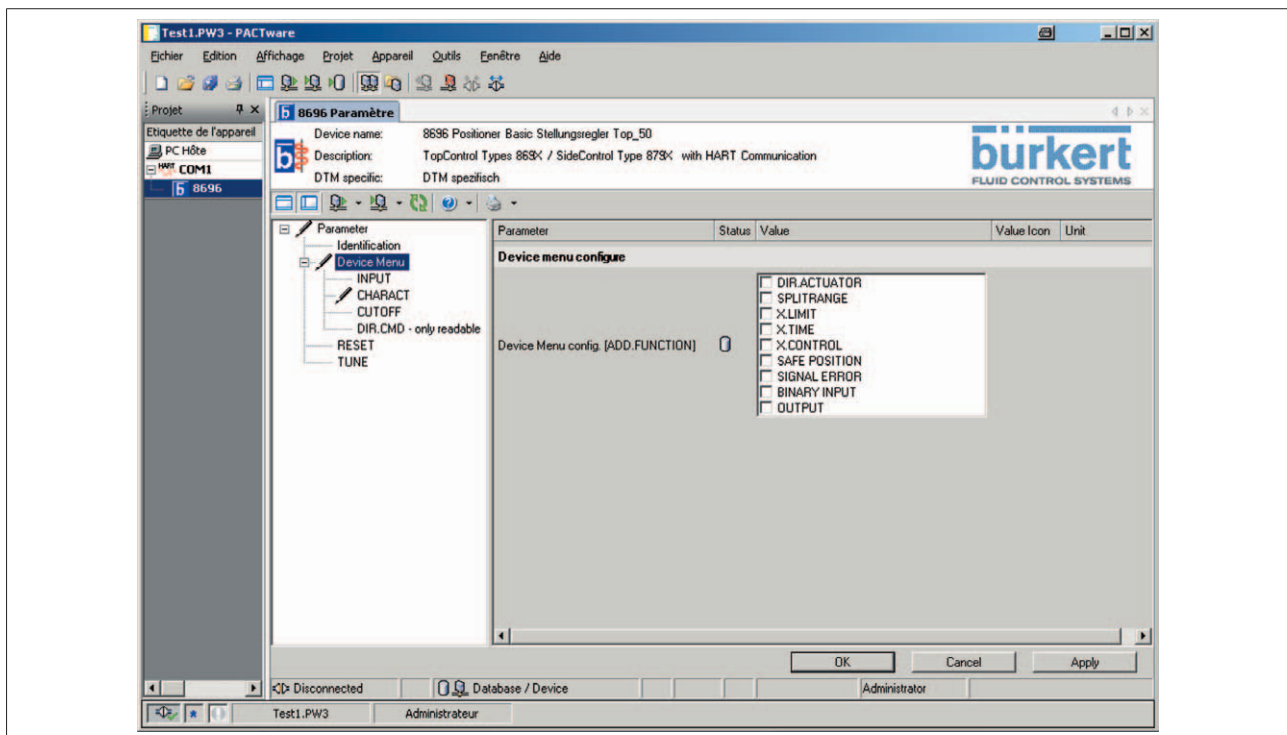 Test1.PW3 - PACTware
Fichier Edition Affichage Projet Appareil Outils Fenêtre Aide
Projet
Etiquette de l'appareil
PC Hôte
HART COM1
b 8696
b 8696 Paramètre
Device name: 8696 Positioner Basic Stellungsregler Top_50
Description: TopControl Types 869X / SideControl Type 879X with HART Communication
DTM specific: DTM spezifisch
b
burkert
FLUID CONTROL SYSTEMS
Parameter
Identification
Device Menu
INPUT
CHARACT
CUTOFF
DIR.CMD - only readable
RESET
TUNE
Parameter Status Value Value Icon Unit
Device menu configure
Device Menu config. [ADD.FUNCTION]
DIR.ACTUATOR
SPLITRANGE
X.LIMIT
X.TIME
X.CONTROL
SAFE POSITION
SIGNAL ERROR
BINARY INPUT
OUTPUT
OK Cancel Apply
Disconnected Database / Device Administrator
Test1.PW3 Administrateur